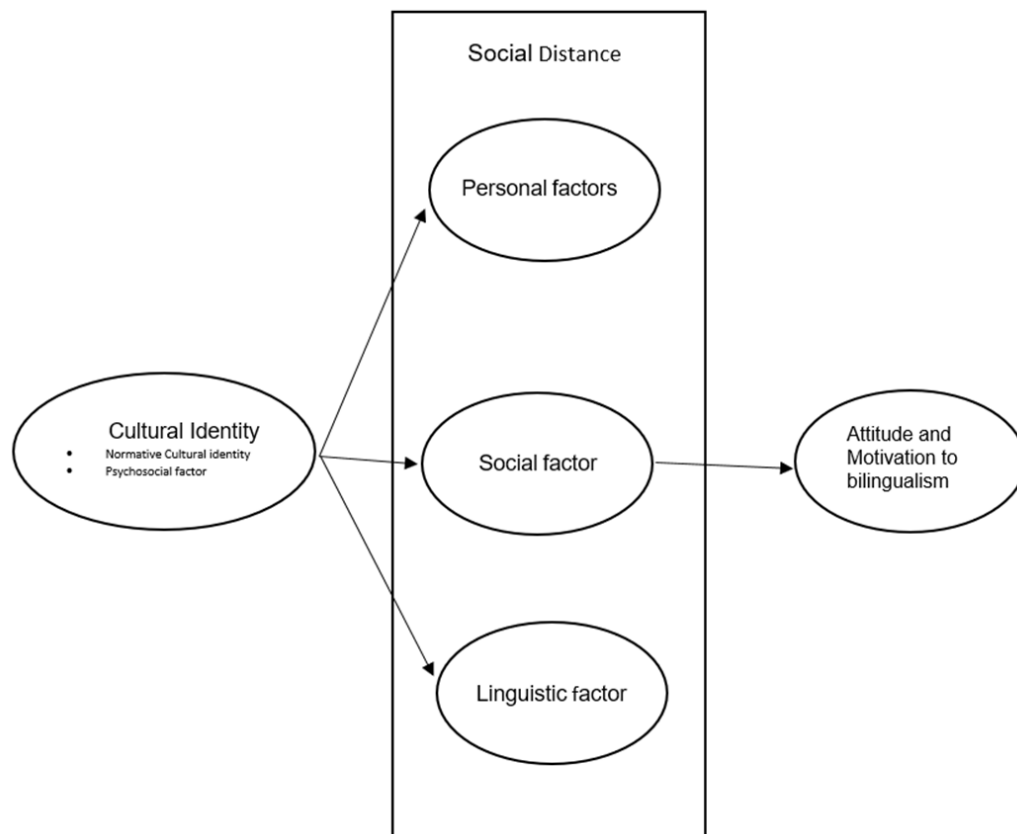 Social Distance
Personal factors
Cultural Identity
• Normative Cultural identity
• Psychosocial factor
Social factor
Attitude and
Motivation to
bilingualism
Linguistic factor